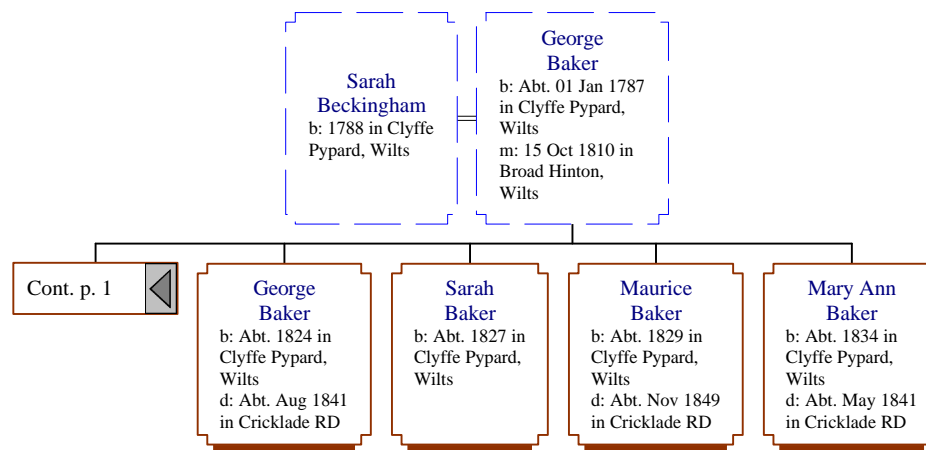 Sarah
Beckingham
b: 1788 in Clyffe
Pypard, Wilts
George
Baker
b: Abt. 01 Jan 1787
in Clyffe Pypard,
Wilts
m: 15 Oct 1810 in
Broad Hinton,
Wilts
Cont. p. 1
George
Baker
b: Abt. 1824 in
Clyffe Pypard,
Wilts
d: Abt. Aug 1841
in Cricklade RD
Sarah
Baker
b: Abt. 1827 in
Clyffe Pypard,
Wilts
Maurice
Baker
b: Abt. 1829 in
Clyffe Pypard,
Wilts
d: Abt. Nov 1849
in Cricklade RD
Mary Ann
Baker
b: Abt. 1834 in
Clyffe Pypard,
Wilts
d: Abt. May 1841
in Cricklade RD